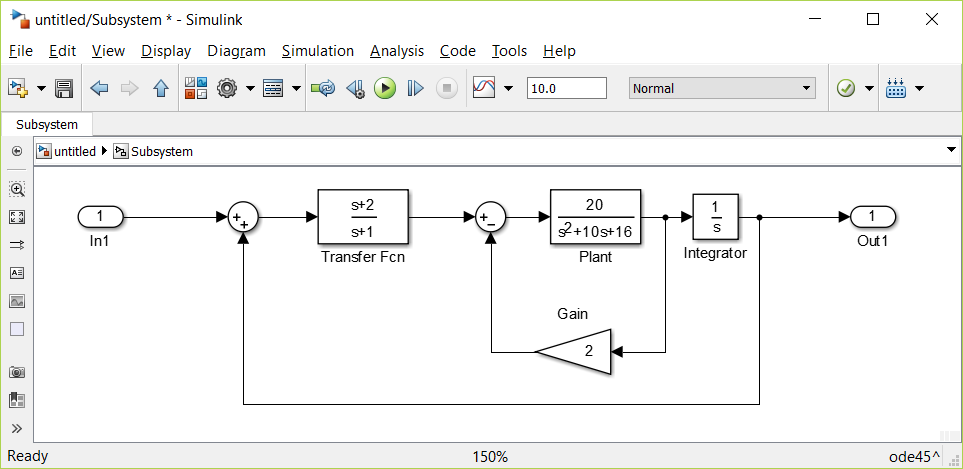 untitled/Subsystem * - Simulink
File Edit View Display Diagram Simulation Analysis Code Tools Help
10.0 Normal
Subsystem
untitled Subsystem
1
In1
+
+
s+2
s+1
Transfer Fcn
+
−
20
s²+10s+16
Plant
1
s
Integrator
1
Out1
Gain
2
Ready 150% ode45^